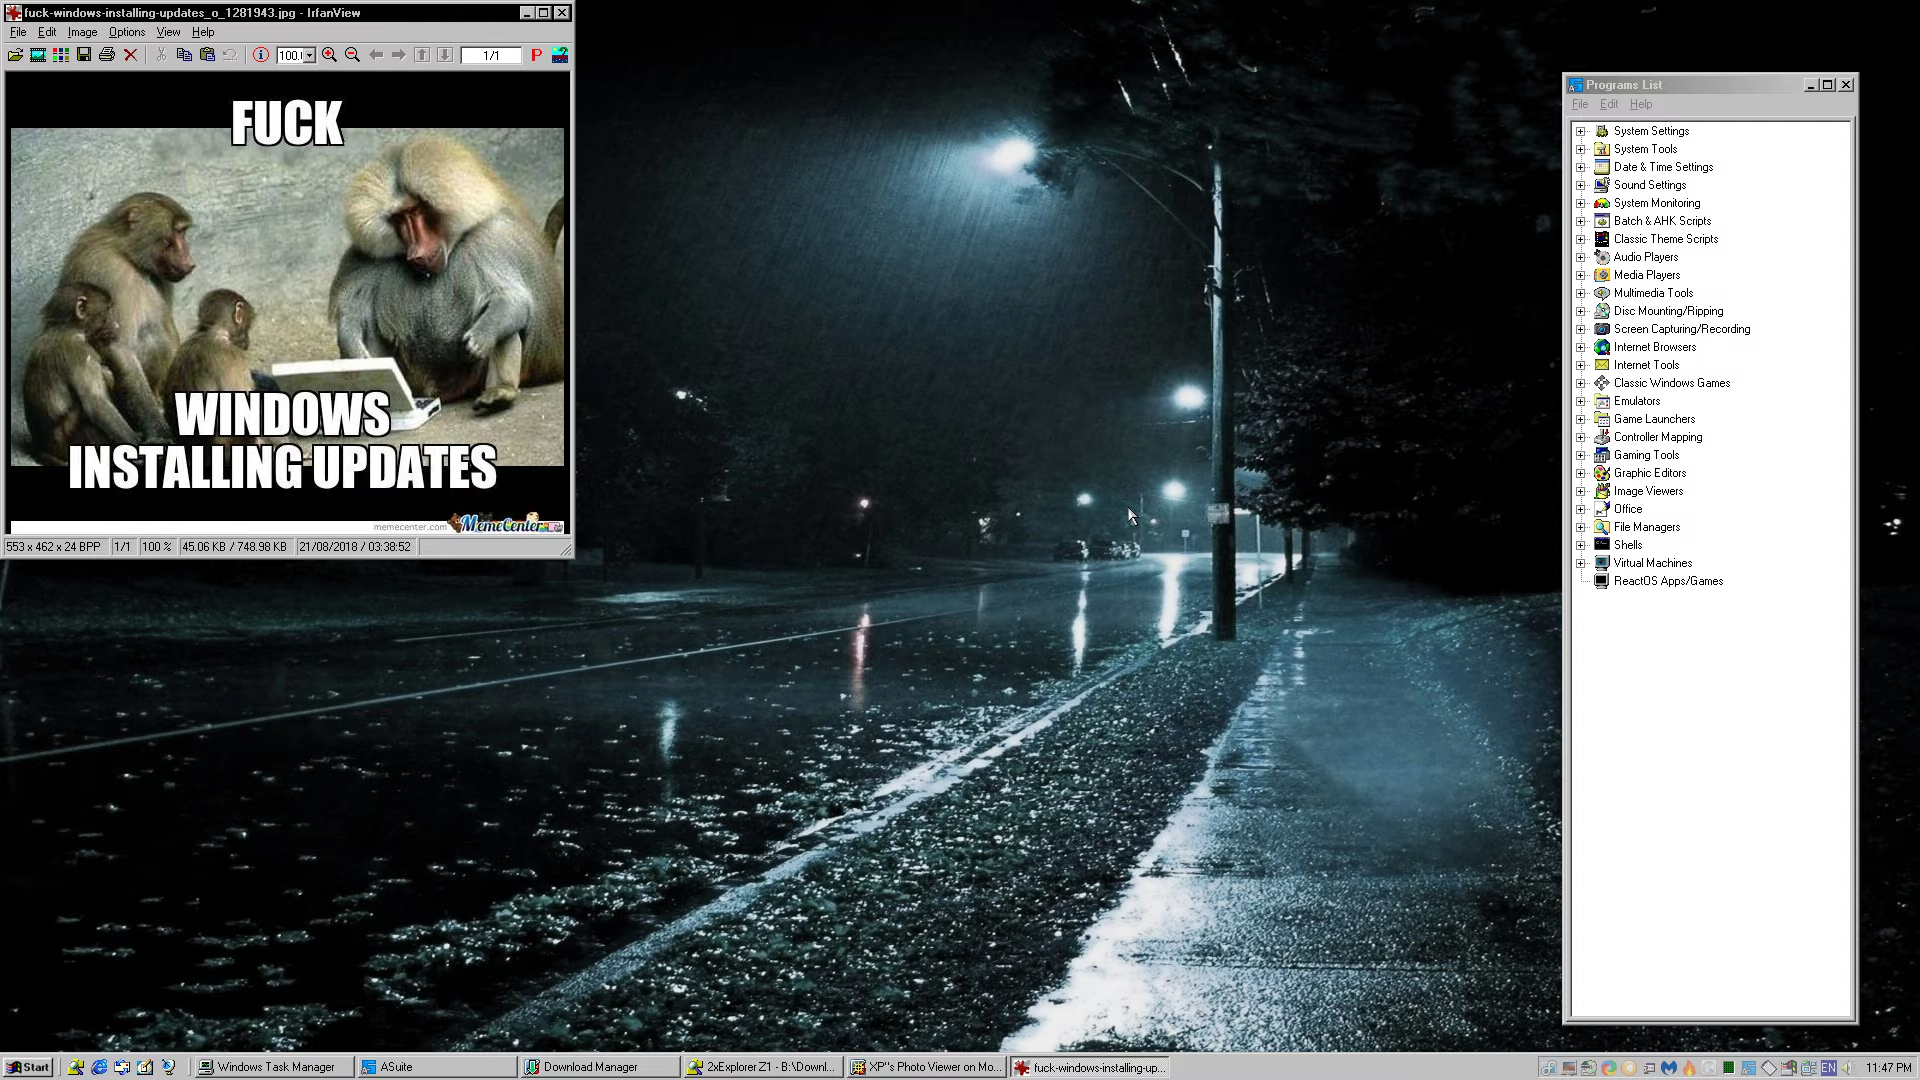 fuck-windows-installing-updates_o_1281943.jpg - IrfanView
File Edit Image Options View Help
100. 1/1 P
FUCK
WINDOWS
INSTALLING UPDATES
memecenter.com MemeCenter
553 x 462 x 24 BPP 1/1 100 % 45.06 KB / 748.98 KB 21/08/2018 / 03:38:52
Programs List
File Edit Help
System Settings
System Tools
Date & Time Settings
Sound Settings
System Monitoring
Batch & AHK Scripts
Classic Theme Scripts
Audio Players
Media Players
Multimedia Tools
Disc Mounting/Ripping
Screen Capturing/Recording
Internet Browsers
Internet Tools
Classic Windows Games
Emulators
Game Launchers
Controller Mapping
Gaming Tools
Graphic Editors
Image Viewers
Office
File Managers
Shells
Virtual Machines
ReactOS Apps/Games
Start Windows Task Manager ASuite Download Manager 2xExplorer Z1 - B:\Downl... XP"s Photo Viewer on Mo... fuck-windows-installing-up... EN 11:47 PM